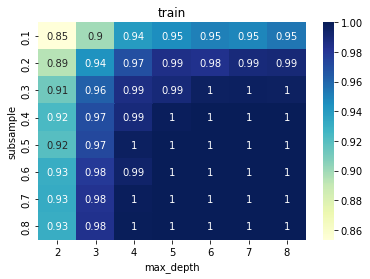 train
0.1 0.85 0.9 0.94 0.95 0.95 0.95 0.95
0.2 0.89 0.94 0.97 0.99 0.98 0.99 0.99
0.3 0.91 0.96 0.99 0.99 1 1 1
0.4 0.92 0.97 0.99 1 1 1 1
0.5 0.92 0.97 1 1 1 1 1
0.6 0.93 0.98 0.99 1 1 1 1
0.7 0.93 0.98 1 1 1 1 1
0.8 0.93 0.98 1 1 1 1 1
2 3 4 5 6 7 8
subsample
max_depth
1.00
0.98
0.96
0.94
0.92
0.90
0.88
0.86